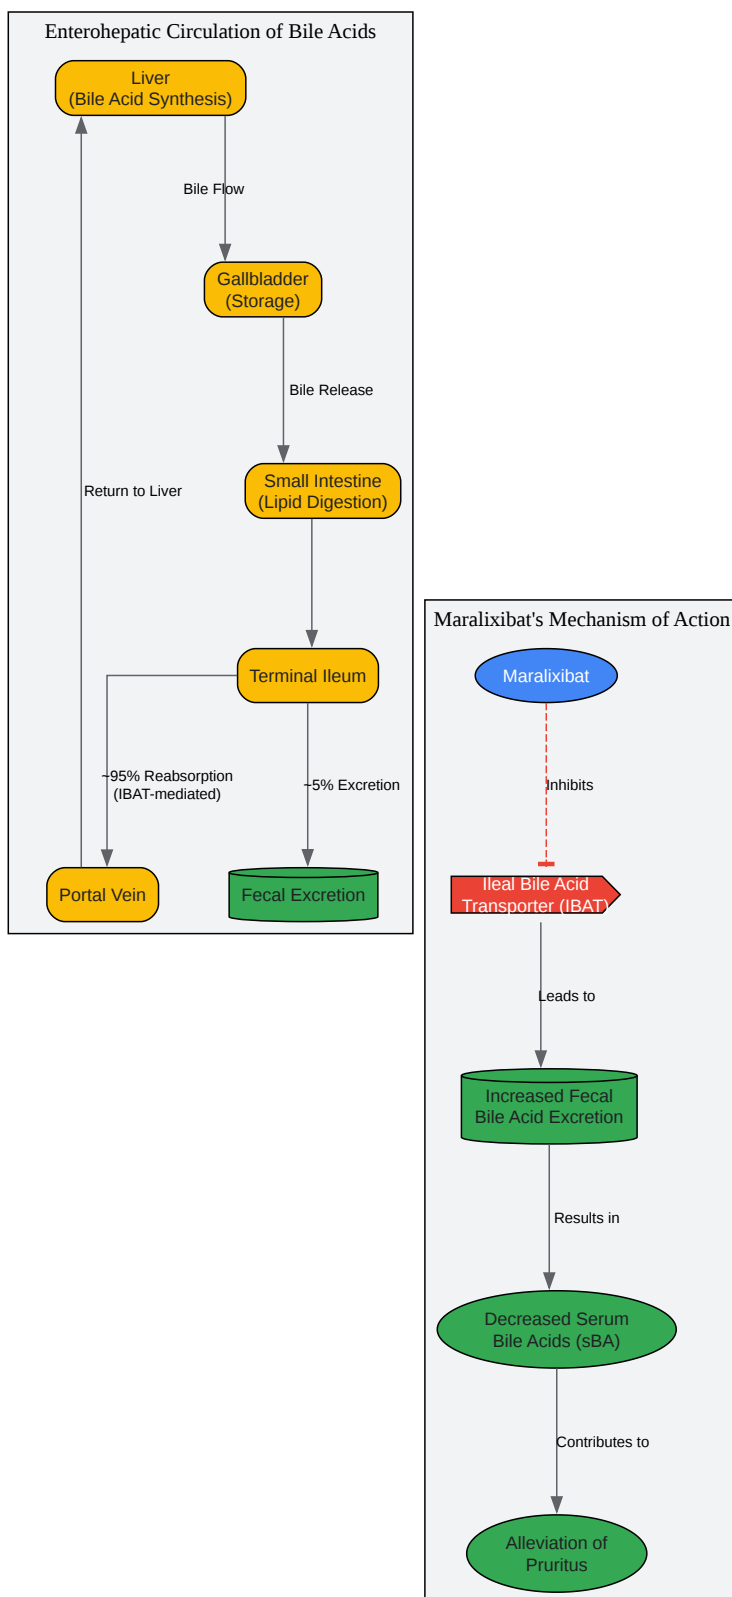 Enterohepatic Circulation of Bile Acids
Liver
(Bile Acid Synthesis)
Bile Flow
Gallbladder
(Storage)
Bile Release
Small Intestine
(Lipid Digestion)
Return to Liver
Terminal Ileum
~95% Reabsorption
(IBAT-mediated)
~5% Excretion
Portal Vein
Fecal Excretion
Maralixibat's Mechanism of Action
Maralixibat
Inhibits
Ileal Bile Acid
Transporter (IBAT)
Leads to
Increased Fecal
Bile Acid Excretion
Results in
Decreased Serum
Bile Acids (sBA)
Contributes to
Alleviation of
Pruritus